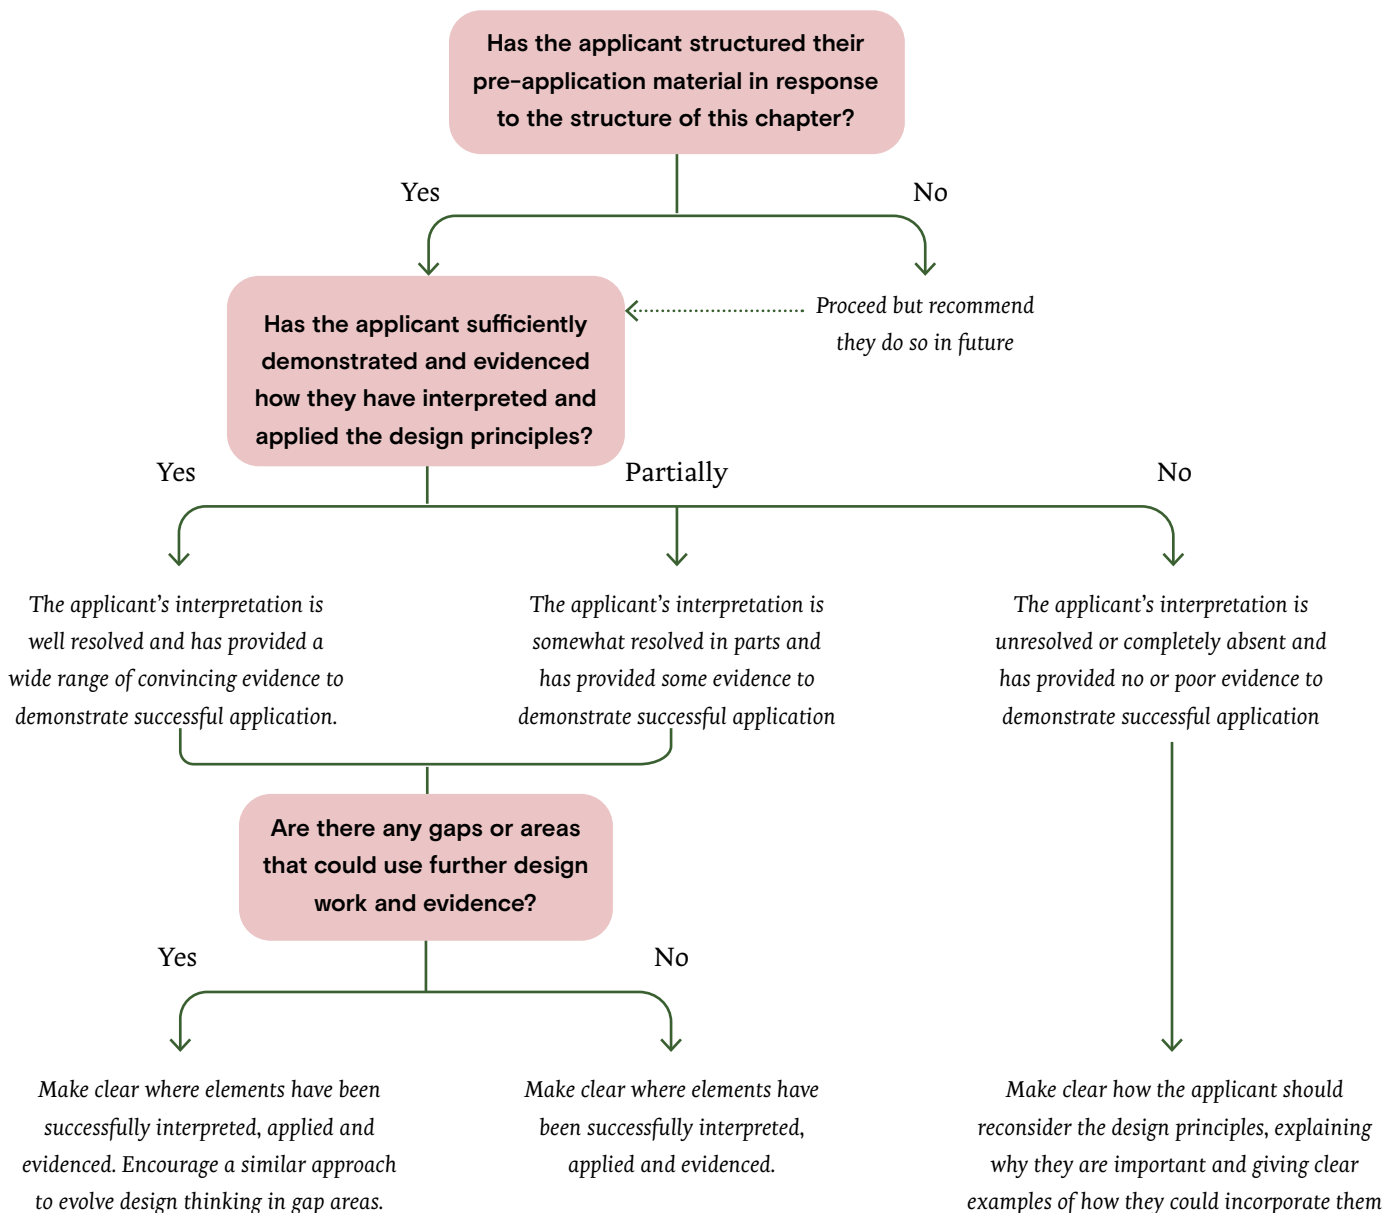 Has the applicant structured their
pre-application material in response
to the structure of this chapter?
Yes
No
Has the applicant sufficiently
demonstrated and evidenced
how they have interpreted and
applied the design principles?
Proceed but recommend
they do so in future
Yes
Partially
No
The applicant's interpretation is
well resolved and has provided a
wide range of convincing evidence to
demonstrate successful application.
The applicant's interpretation is
somewhat resolved in parts and
has provided some evidence to
demonstrate successful application
The applicant's interpretation is
unresolved or completely absent and
has provided no or poor evidence to
demonstrate successful application
Are there any gaps or areas
that could use further design
work and evidence?
Yes
No
Make clear where elements have been
successfully interpreted, applied and
evidenced. Encourage a similar approach
to evolve design thinking in gap areas.
Make clear where elements have
been successfully interpreted,
applied and evidenced.
Make clear how the applicant should
reconsider the design principles, explaining
why they are important and giving clear
examples of how they could incorporate them